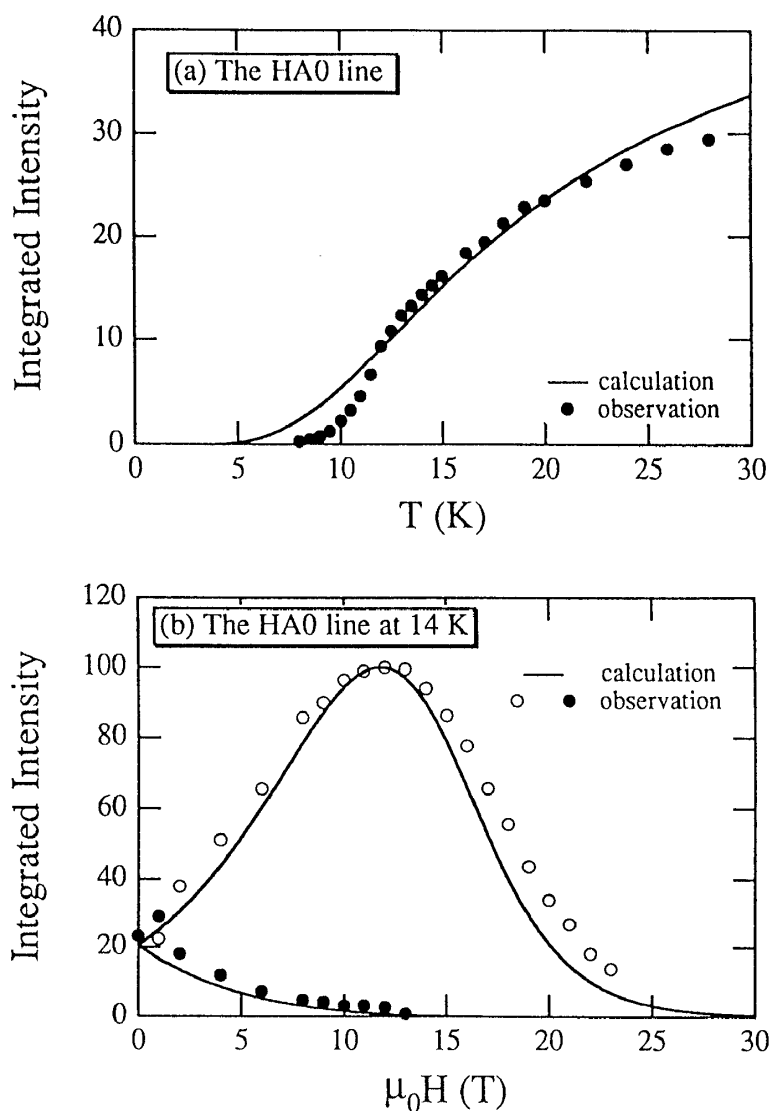 40
30
20
10
0
Integrated Intensity
(a) The HA0 line
— calculation
● observation
0 5 10 15 20 25 30
T (K)
120
100
80
60
40
20
0
Integrated Intensity
(b) The HA0 line at 14 K
— calculation
○ ● observation
0 5 10 15 20 25 30
μ₀H (T)